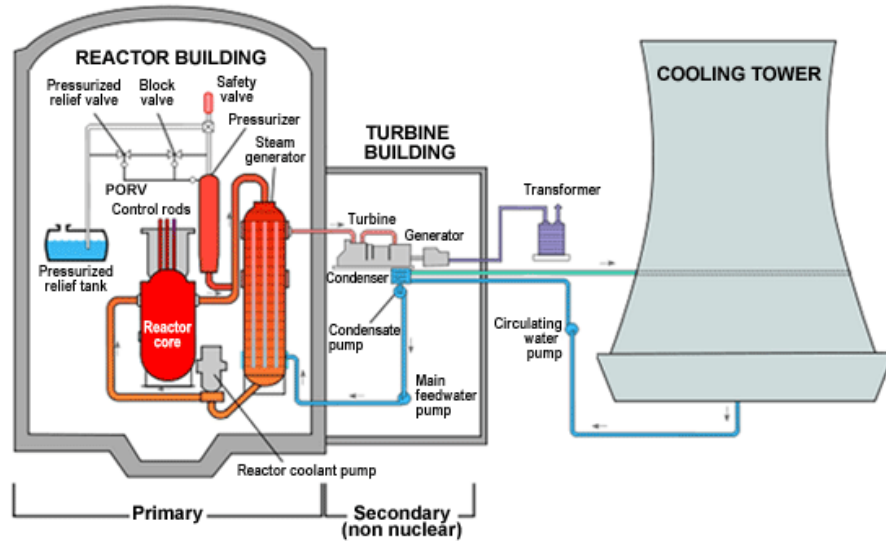 REACTOR BUILDING
Pressurized
relief valve
Block
valve
Safety
valve
Pressurizer
Steam
generator
PORV
Control rods
Pressurized
relief tank
Reactor
core
Reactor coolant pump
TURBINE
BUILDING
Turbine
Generator
Condenser
Condensate
pump
Main
feedwater
pump
Transformer
Circulating
water
pump
COOLING TOWER
Primary
Secondary
(non nuclear)